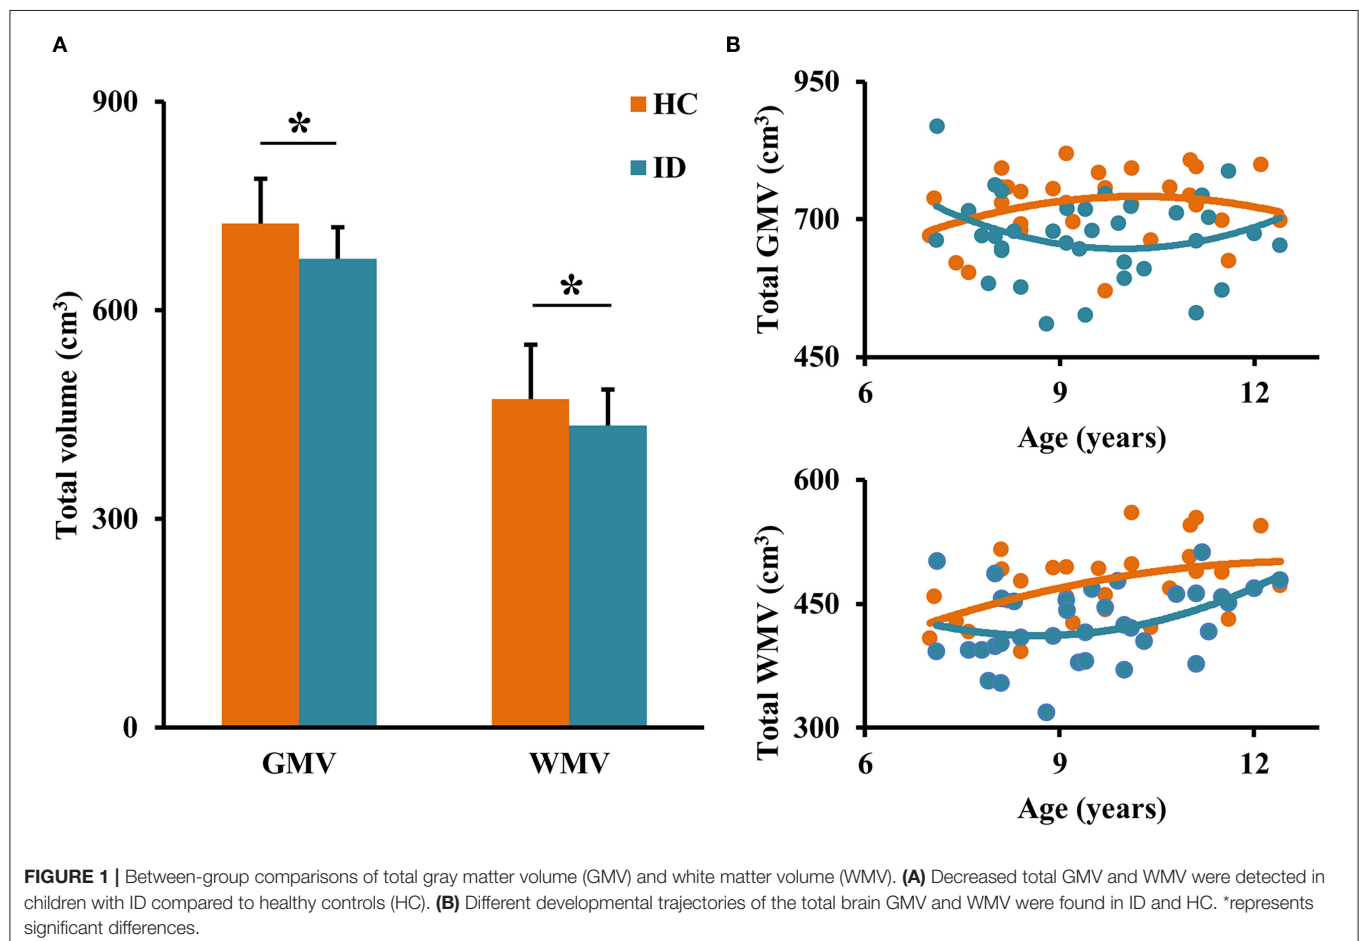 A
900
600
300
0
Total volume (cm³)
*
*
HC
ID
GMV
WMV
B
950
700
450
Total GMV (cm³)
6
9
12
Age (years)
600
450
300
Total WMV (cm³)
6
9
12
Age (years)
FIGURE 1 | Between-group comparisons of total gray matter volume (GMV) and white matter volume (WMV). (A) Decreased total GMV and WMV were detected in
children with ID compared to healthy controls (HC). (B) Different developmental trajectories of the total brain GMV and WMV were found in ID and HC. *represents
significant differences.